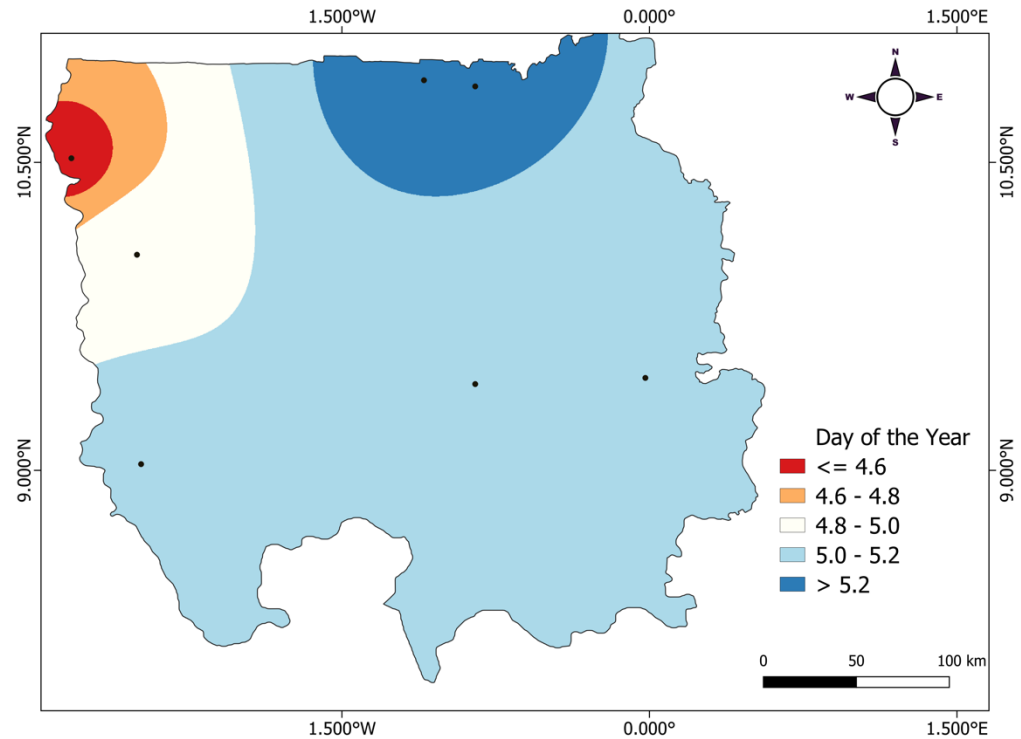 1.500°W 0.000° 1.500°E
N
W E
S
10.500°N 10.500°N
Day of the Year
<= 4.6
4.6 - 4.8
4.8 - 5.0
5.0 - 5.2
> 5.2
9.000°N 9.000°N
0 50 100 km
1.500°W 0.000° 1.500°E